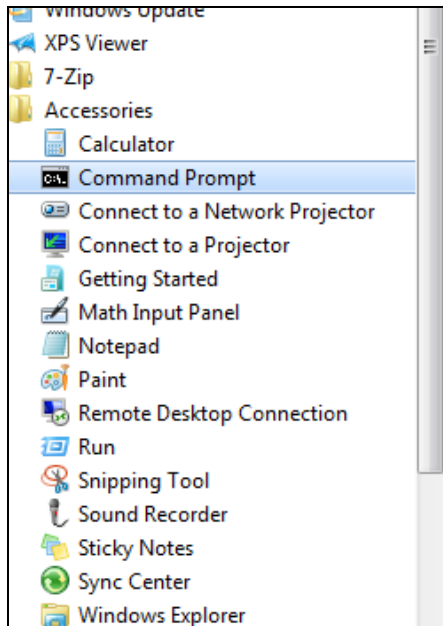 Windows Update
XPS Viewer
7-Zip
Accessories
Calculator
C:\.
Command Prompt
Connect to a Network Projector
Connect to a Projector
Getting Started
Math Input Panel
Notepad
Paint
Remote Desktop Connection
Run
Snipping Tool
Sound Recorder
Sticky Notes
Sync Center
Windows Explorer